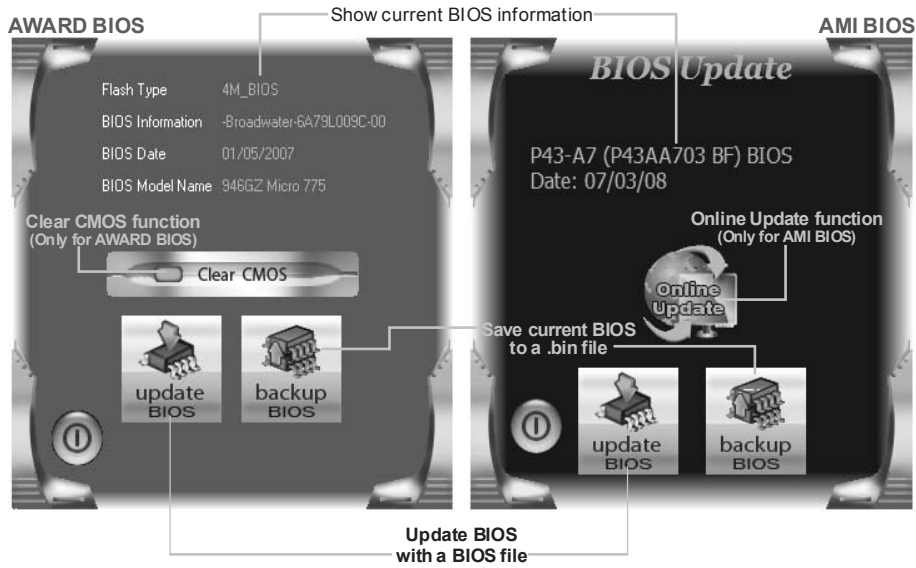 Show current BIOS information
AWARD BIOS
AMI BIOS
Flash Type 4M_BIOS
BIOS Information -Broadwater-6A79L009C-00
BIOS Date 01/05/2007
BIOS Model Name 946GZ Micro 775
Clear CMOS function
(Only for AWARD BIOS)
Clear CMOS
update
BIOS
backup
BIOS
BIOS Update
P43-A7 (P43AA703 BF) BIOS
Date: 07/03/08
Online Update function
(Only for AMI BIOS)
Online
Update
Save current BIOS
to a .bin file
update
BIOS
backup
BIOS
Update BIOS
with a BIOS file